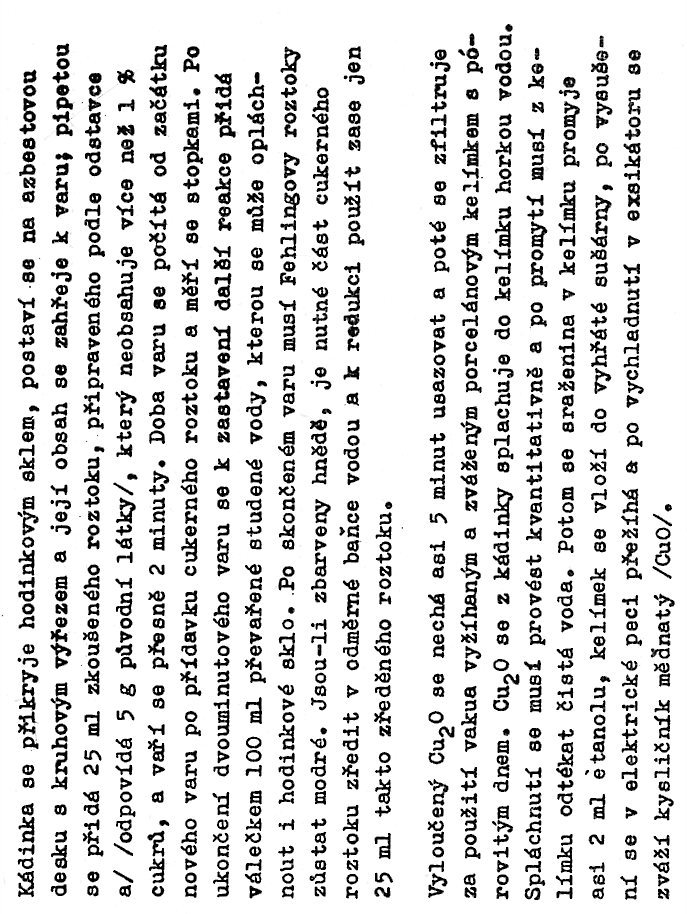 Kádinka se přikryje hodinkovým sklem, postaví se na azbestovou
desku s kruhovým výřezem a její obsah se zahřeje k varu; pipetou
se přidá 25 ml zkoušeného roztoku, připraveného podle odstavce
a/ /odpovídá 5 g původní látky/, který neobsahuje více než 1 %
cukrů, a vaří se přesně 2 minuty. Doba varu se počítá od začátku
nového varu po přídavku cukerného roztoku a měří se stopkami. Po
ukončení dvouminutového varu se k zastavení další reakce přidá
válečkem 100 ml převařené studené vody, kterou se může oplách-
nout i hodinkové sklo. Po skončeném varu musí Fehlingovy roztoky
zůstat modré. Jsou-li zbarveny hnědě, je nutné část cukerného
roztoku zředit v odměrné baňce vodou a k redukci použít zase jen
25 ml takto zředěného roztoku.
Vyloučený Cu₂O se nechá asi 5 minut usazovat a poté se zfiltruje
za použití vakua vyžíhaným a zváženým porcelánovým kelímkem s pó-
rovitým dnem. Cu₂O se z kádinky splachuje do kelímku horkou vodou.
Spláchnutí se musí provést kvantitativně a po promytí musí z ke-
límku odtékat čistá voda. Potom se sraženina v kelímku promyje
asi 2 ml etanolu, kelímek se vloží do vyhřáté sušárny, po vysuše-
ní se v elektrické peci přežíhá a po vychladnutí v exsikátoru se
zváží kysličník měďnatý /CuO/.